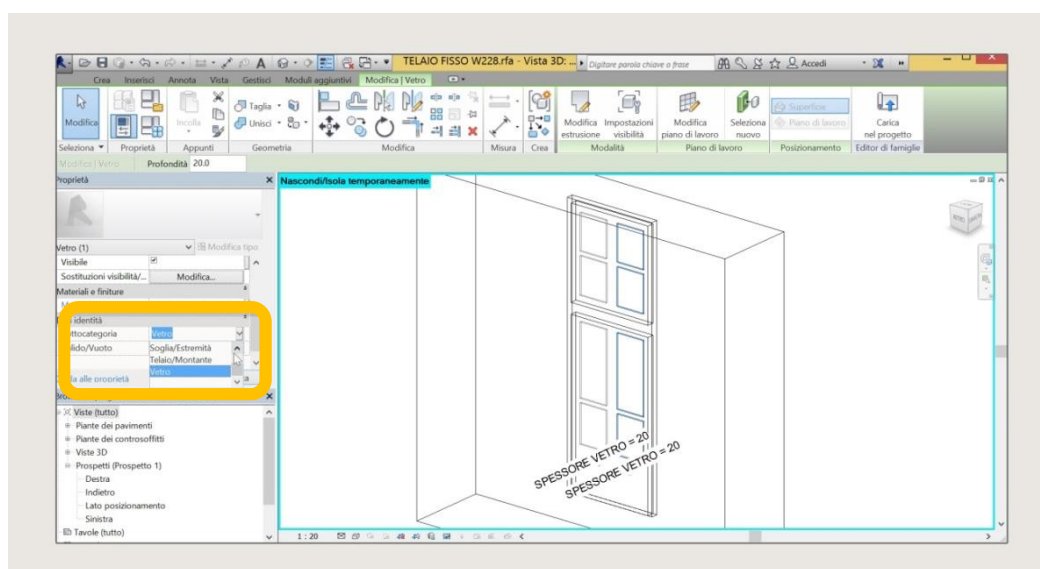 TELAIO FISSO W228.rfa - Vista 3D: ...
Digitare parola chiave o frase
Accedi
Crea Inserisci Annota Vista Gestisci Moduli aggiuntivi Modifica | Vetro
Modifica
Incolla
Taglia
Unisci
Modifica estrusione
Impostazioni visibilità
Modifica piano di lavoro
Seleziona nuovo
Superficie
Piano di lavoro
Carica nel progetto
Seleziona Proprietà Appunti Geometria Modifica Misura Crea Modalità Piano di lavoro Posizionamento Editor di famiglie
Modifica | Vetro Profondità 20.0
Proprietà
Nascondi/Isola temporaneamente
Vetro (1) Modifica tipo
Visibile
Sostituzioni visibilità/... Modifica...
Materiali e finiture
identità
ottocategoria Vetro
lido/Vuoto Soglia/Estremità
Telaio/Montante
Vetro
alle proprietà
Viste (tutto)
Piante dei pavimenti
Piante dei controsoffitti
Viste 3D
Prospetti (Prospetto 1)
Destra
Indietro
Lato posizionamento
Sinistra
Tavole (tutto)
SPESSORE VETRO = 20
SPESSORE VETRO = 20
1 : 20